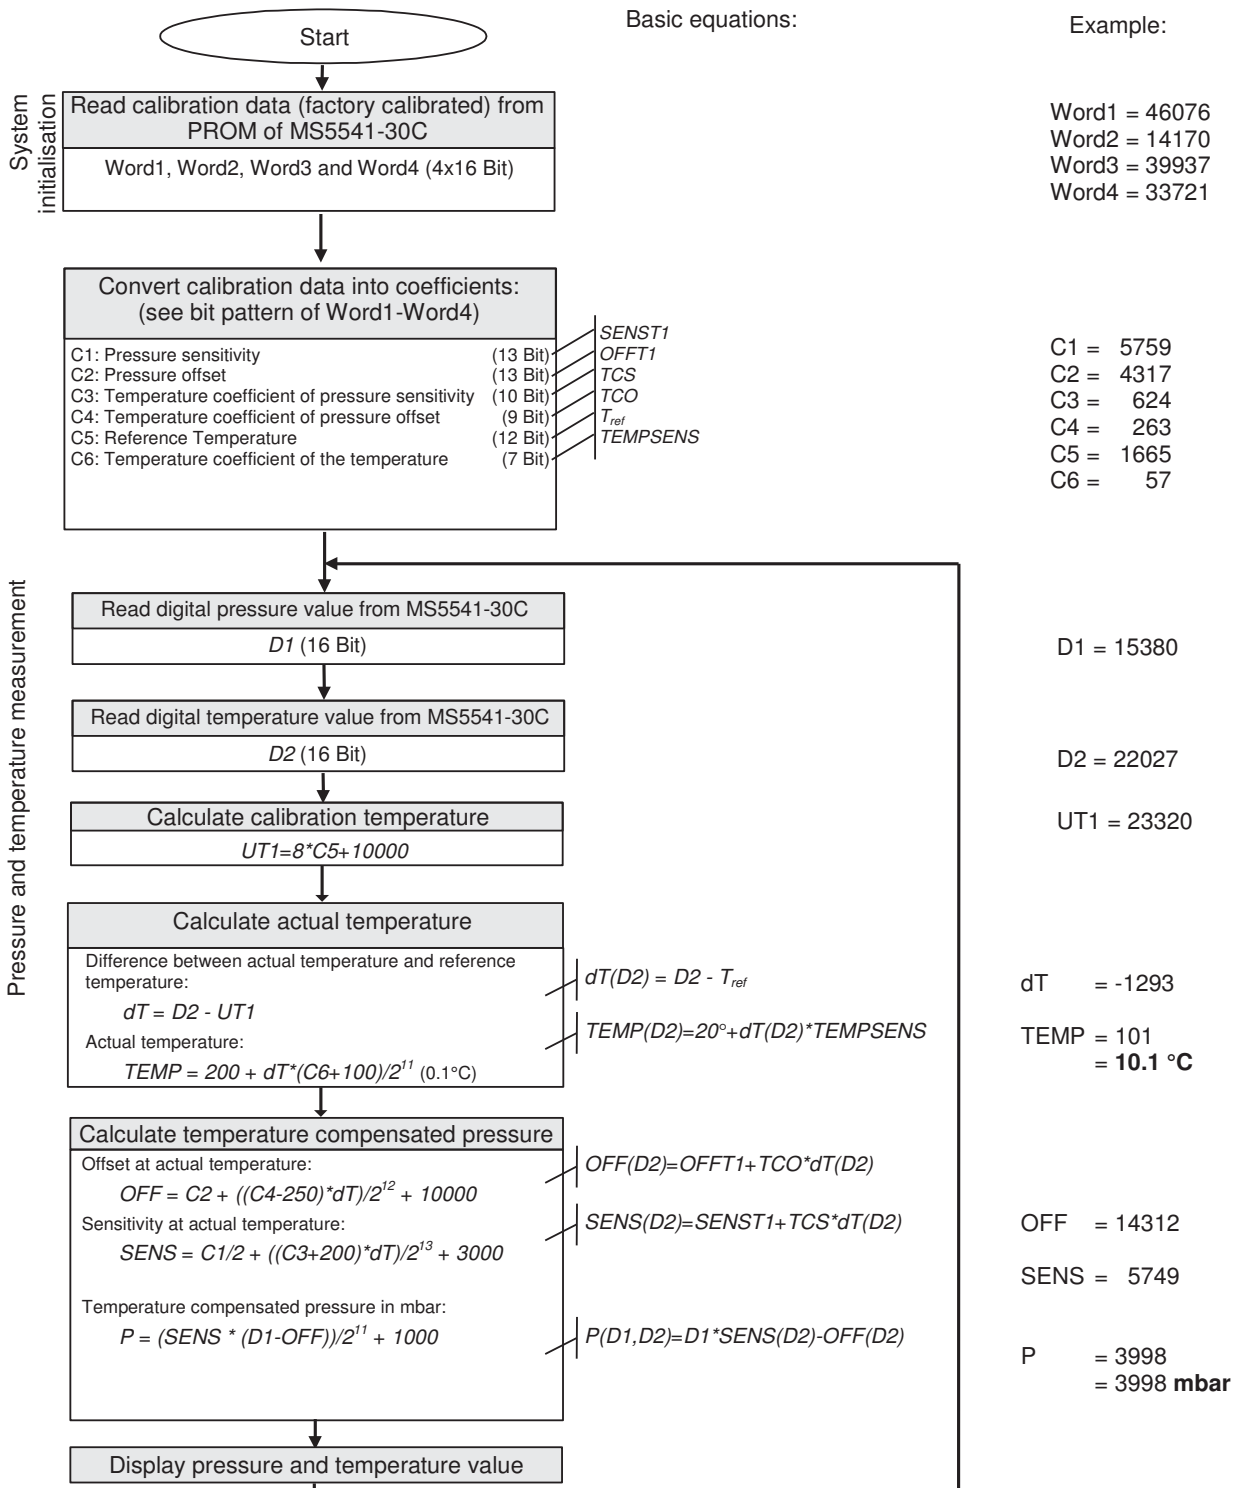 Start
Basic equations:
Example:
System initialisation
Read calibration data (factory calibrated) from
PROM of MS5541-30C
Word1, Word2, Word3 and Word4 (4x16 Bit)
Word1 = 46076
Word2 = 14170
Word3 = 39937
Word4 = 33721
Convert calibration data into coefficients:
(see bit pattern of Word1-Word4)
C1: Pressure sensitivity (13 Bit) SENST1
C2: Pressure offset (13 Bit) OFFT1
C3: Temperature coefficient of pressure sensitivity (10 Bit) TCS
C4: Temperature coefficient of pressure offset (9 Bit) TCO
C5: Reference Temperature (12 Bit) Tref
C6: Temperature coefficient of the temperature (7 Bit) TEMPSENS
C1 = 5759
C2 = 4317
C3 = 624
C4 = 263
C5 = 1665
C6 = 57
Pressure and temperature measurement
Read digital pressure value from MS5541-30C
D1 (16 Bit)
D1 = 15380
Read digital temperature value from MS5541-30C
D2 (16 Bit)
D2 = 22027
Calculate calibration temperature
UT1=8*C5+10000
UT1 = 23320
Calculate actual temperature
Difference between actual temperature and reference
temperature:
dT = D2 - UT1
dT(D2) = D2 - Tref
dT = -1293
Actual temperature:
TEMP = 200 + dT*(C6+100)/2^11 (0.1°C)
TEMP(D2)=20°+dT(D2)*TEMPSENS
TEMP = 101
= 10.1 °C
Calculate temperature compensated pressure
Offset at actual temperature:
OFF = C2 + ((C4-250)*dT)/2^12 + 10000
OFF(D2)=OFFT1+TCO*dT(D2)
OFF = 14312
Sensitivity at actual temperature:
SENS = C1/2 + ((C3+200)*dT)/2^13 + 3000
SENS(D2)=SENST1+TCS*dT(D2)
SENS = 5749
Temperature compensated pressure in mbar:
P = (SENS * (D1-OFF))/2^11 + 1000
P(D1,D2)=D1*SENS(D2)-OFF(D2)
P = 3998
= 3998 mbar
Display pressure and temperature value